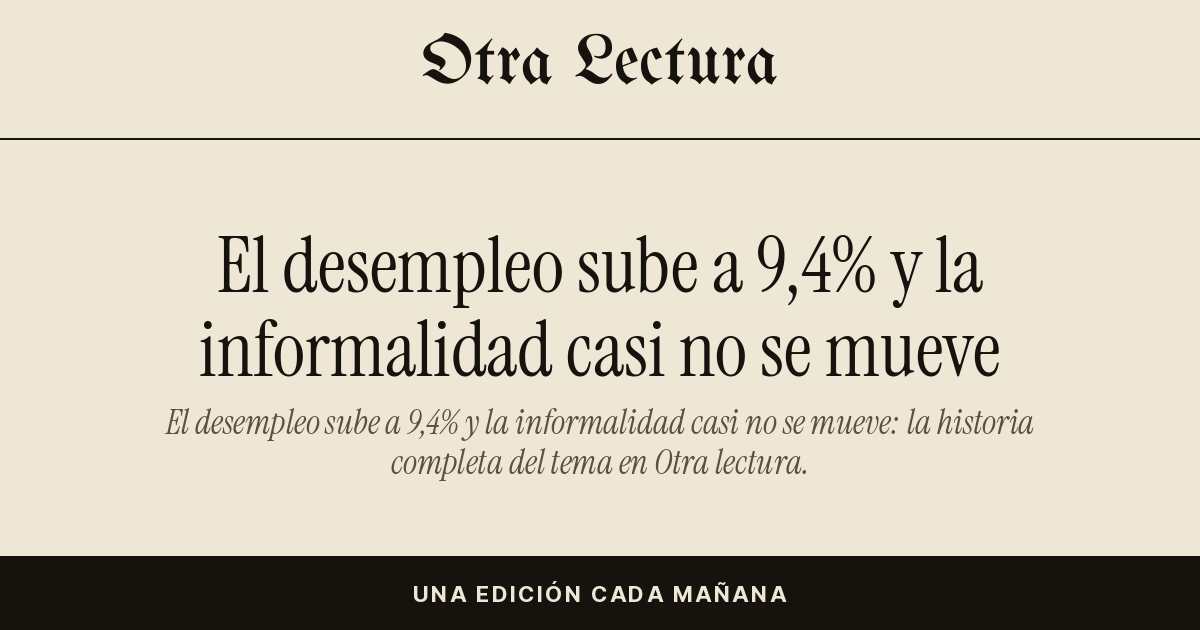 Otra Lectura
El desempleo sube a 9,4% y la
informalidad casi no se mueve
El desempleo sube a 9,4% y la informalidad casi no se mueve: la historia
completa del tema en Otra lectura.
UNA EDICIÓN CADA MAÑANA